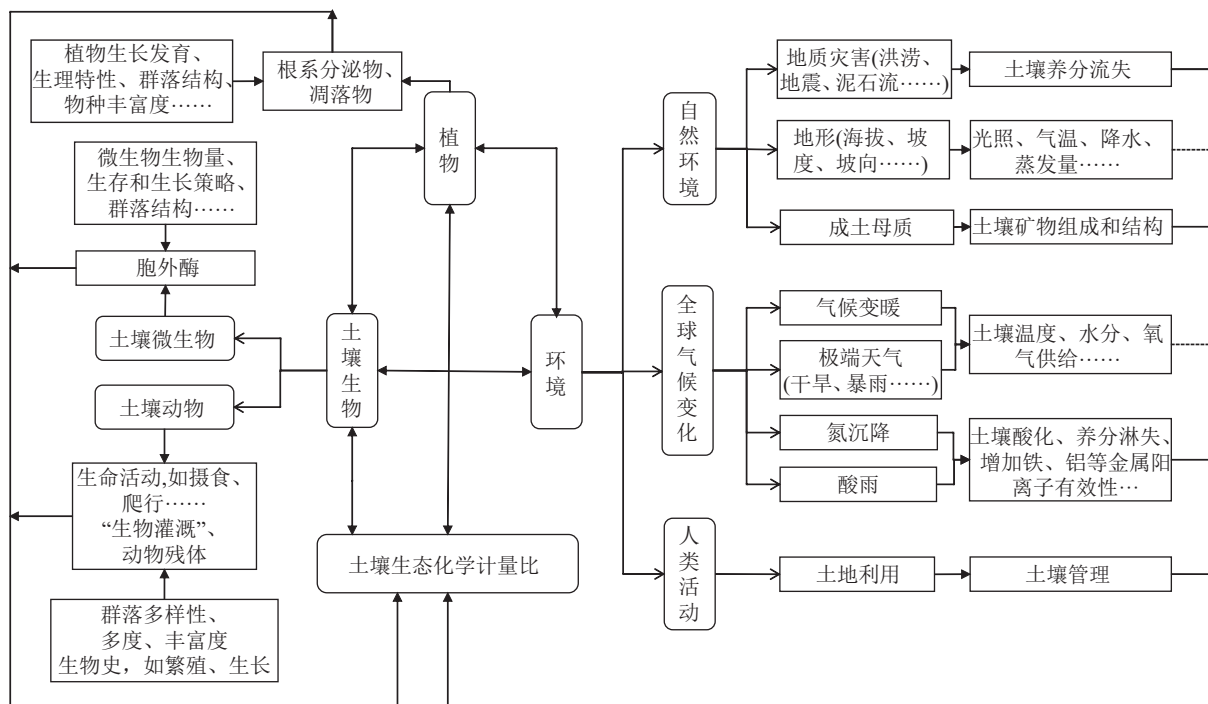 植物生长发育、
生理特性、群落结构、
物种丰富度……
根系分泌物、
凋落物
植物
微生物生物量、
生存和生长策略、
群落结构……
胞外酶
土壤微生物
土壤动物
生命活动,如摄食、
爬行……
“生物灌溉”、
动物残体
群落多样性、
多度、丰富度
生物史，如繁殖、生长
土壤生物
环境
土壤生态化学计量比
自然环境
地质灾害(洪涝、
地震、泥石流……)
土壤养分流失
地形(海拔、坡
度、坡向……)
光照、气温、降水、
蒸发量……
成土母质
土壤矿物组成和结构
全球气候变化
气候变暖
极端天气
(干旱、暴雨……)
土壤温度、水分、氧
气供给……
氮沉降
酸雨
土壤酸化、养分淋失、
增加铁、铝等金属阳
离子有效性…
人类活动
土地利用
土壤管理